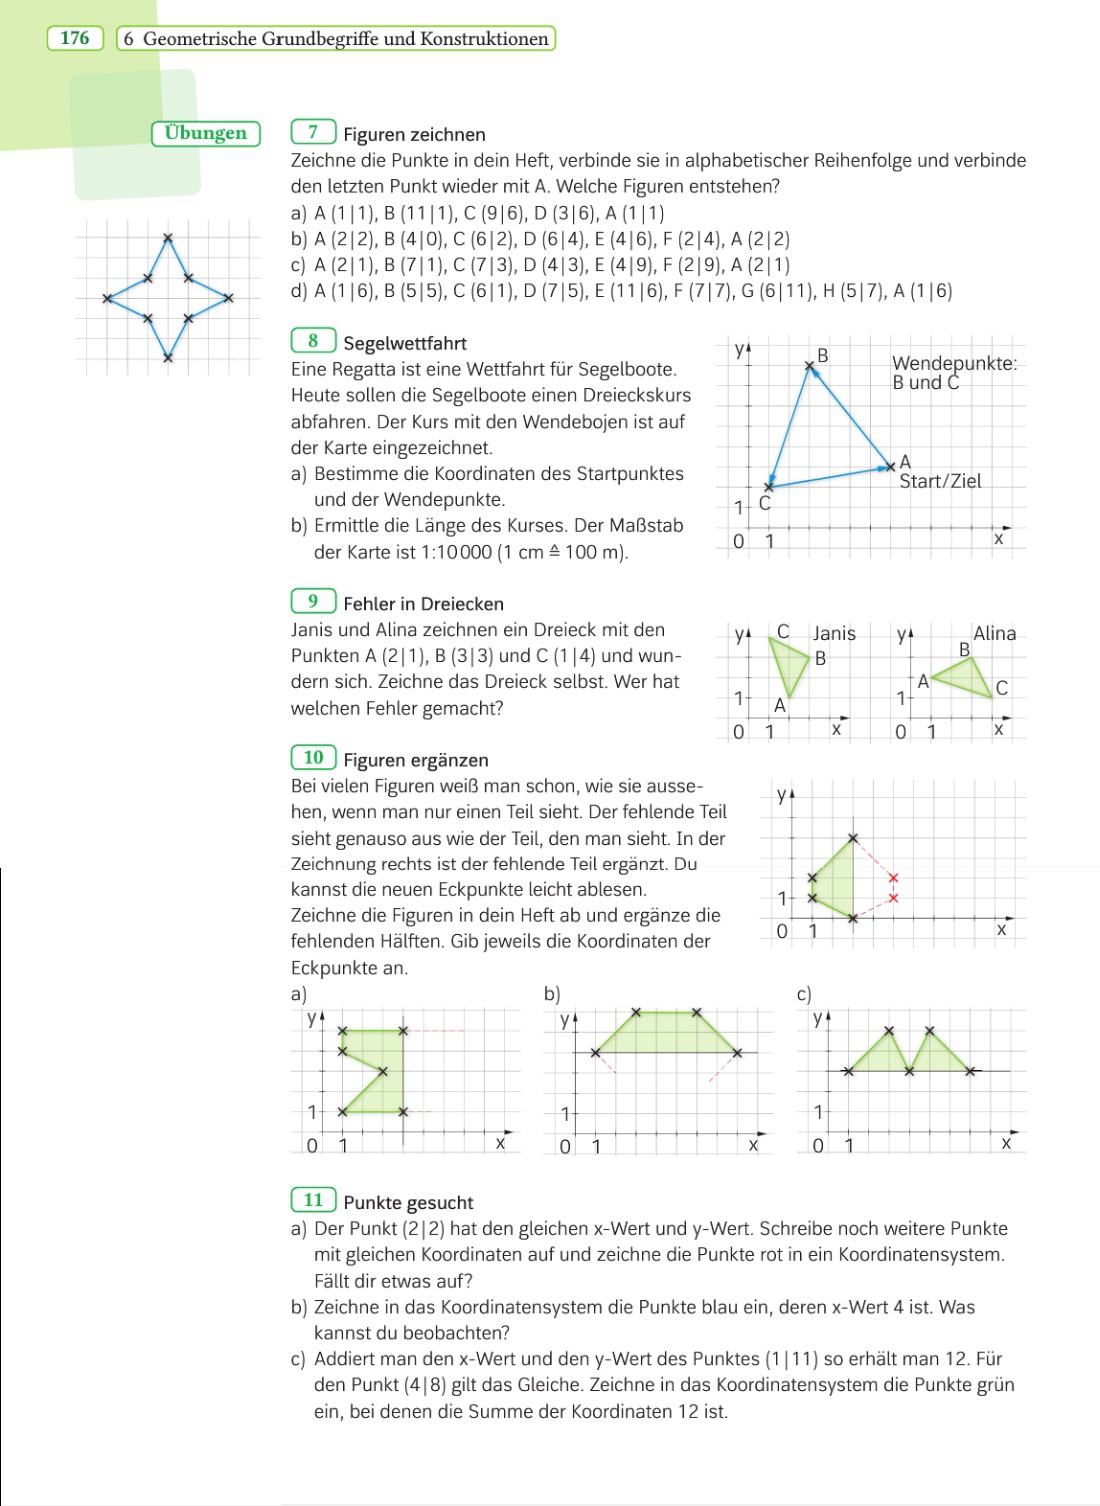 176
6 Geometrische Grundbegriffe und Konstruktionen
Übungen
7 Figuren zeichnen
Zeichne die Punkte in dein Heft, verbinde sie in alphabetischer Reihenfolge und verbinde
den letzten Punkt wieder mit A. Welche Figuren entstehen?
a) A (1|1), B (11|1), C (9|6), D (3|6), A (1|1)
b) A (2|2), B (4|0), C (6|2), D (6|4), E (4|6), F (2|4), A (2|2)
c) A (2|1), B (7|1), C (7|3), D (4|3), E (4|9), F (2|9), A (2|1)
d) A (1|6), B (5|5), C (6|1), D (7|5), E (11|6), F (7|7), G (6|11), H (5|7), A (1|6)
8 Segelwettfahrt
Eine Regatta ist eine Wettfahrt für Segelboote.
Heute sollen die Segelboote einen Dreieckskurs
abfahren. Der Kurs mit den Wendebojen ist auf
der Karte eingezeichnet.
a) Bestimme die Koordinaten des Startpunktes
und der Wendepunkte.
b) Ermittle die Länge des Kurses. Der Maßstab
der Karte ist 1:10 000 (1 cm ≙ 100 m).
y
B
Wendepunkte:
B und C
A
Start/Ziel
C
1
0 1 x
9 Fehler in Dreiecken
Janis und Alina zeichnen ein Dreieck mit den
Punkten A (2|1), B (3|3) und C (1|4) und wun-
dern sich. Zeichne das Dreieck selbst. Wer hat
welchen Fehler gemacht?
y C Janis
B
1 A
0 1 x
y Alina
B
A
C
1
0 1 x
10 Figuren ergänzen
Bei vielen Figuren weiß man schon, wie sie ausse-
hen, wenn man nur einen Teil sieht. Der fehlende Teil
sieht genauso aus wie der Teil, den man sieht. In der
Zeichnung rechts ist der fehlende Teil ergänzt. Du
kannst die neuen Eckpunkte leicht ablesen.
Zeichne die Figuren in dein Heft ab und ergänze die
fehlenden Hälften. Gib jeweils die Koordinaten der
Eckpunkte an.
y
1
0 1 x
a)
y
1
0 1 x
b)
y
1
0 1 x
c)
y
1
0 1 x
11 Punkte gesucht
a) Der Punkt (2|2) hat den gleichen x-Wert und y-Wert. Schreibe noch weitere Punkte
mit gleichen Koordinaten auf und zeichne die Punkte rot in ein Koordinatensystem.
Fällt dir etwas auf?
b) Zeichne in das Koordinatensystem die Punkte blau ein, deren x-Wert 4 ist. Was
kannst du beobachten?
c) Addiert man den x-Wert und den y-Wert des Punktes (1|11) so erhält man 12. Für
den Punkt (4|8) gilt das Gleiche. Zeichne in das Koordinatensystem die Punkte grün
ein, bei denen die Summe der Koordinaten 12 ist.